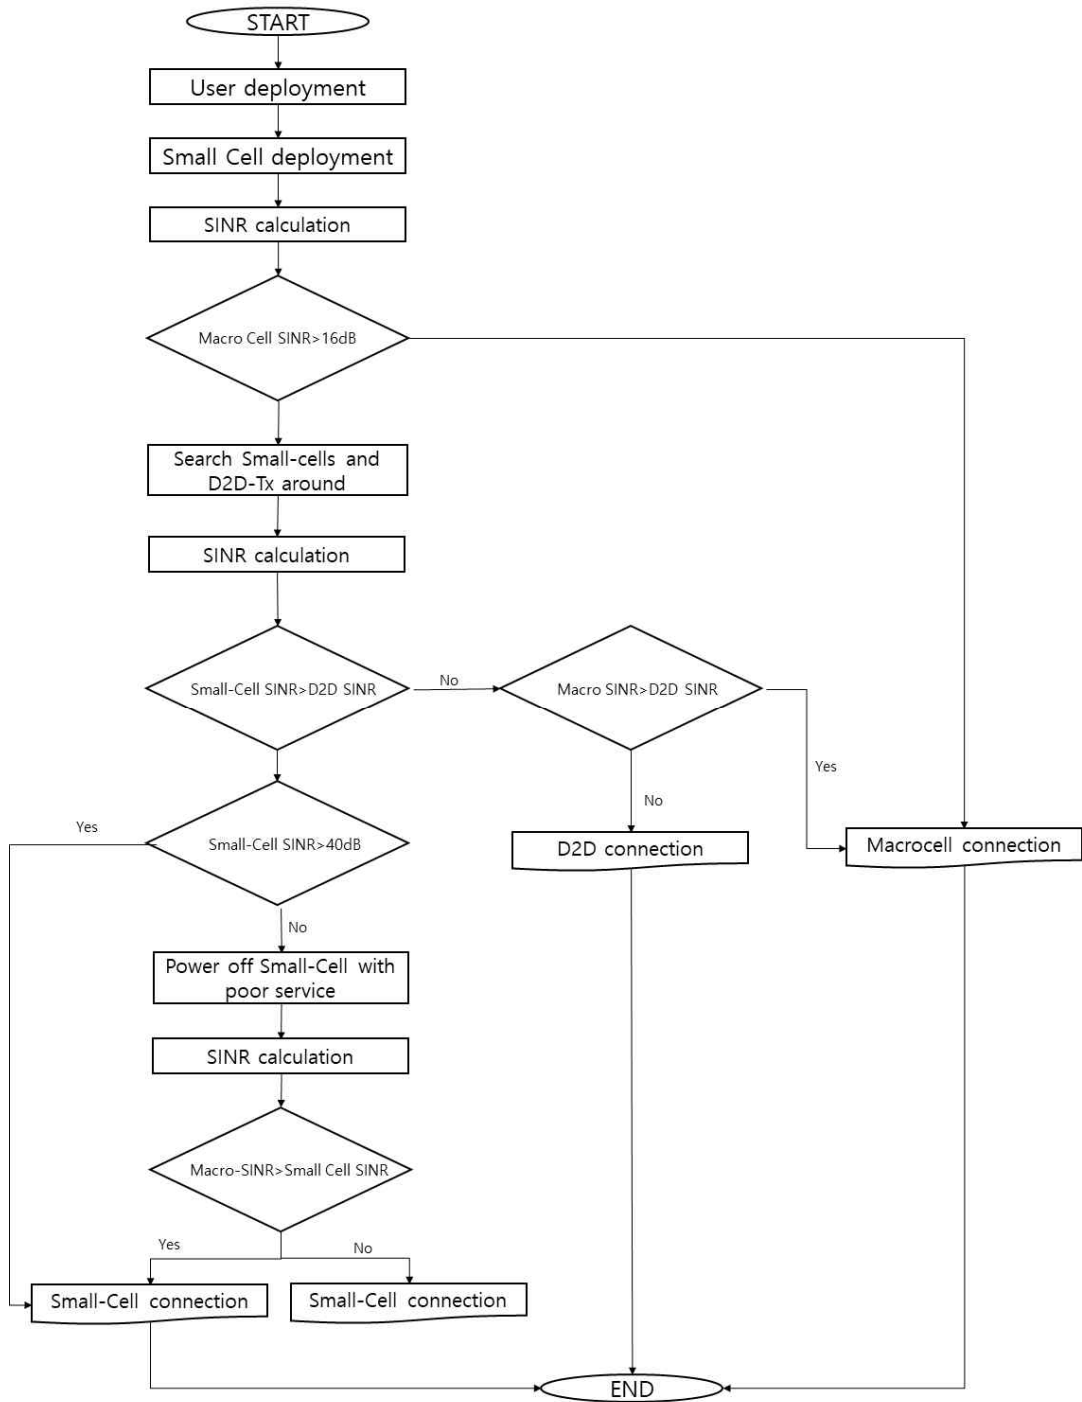 START
User deployment
Small Cell deployment
SINR calculation
Macro Cell SINR>16dB
Search Small-cells and
D2D-Tx around
SINR calculation
Small-Cell SINR>D2D SINR
No
Macro SINR>D2D SINR
Yes
No
Yes
Small-Cell SINR>40dB
D2D connection
Macrocell connection
No
Power off Small-Cell with
poor service
SINR calculation
Macro-SINR>Small Cell SINR
Yes
No
Small-Cell connection
Small-Cell connection
END